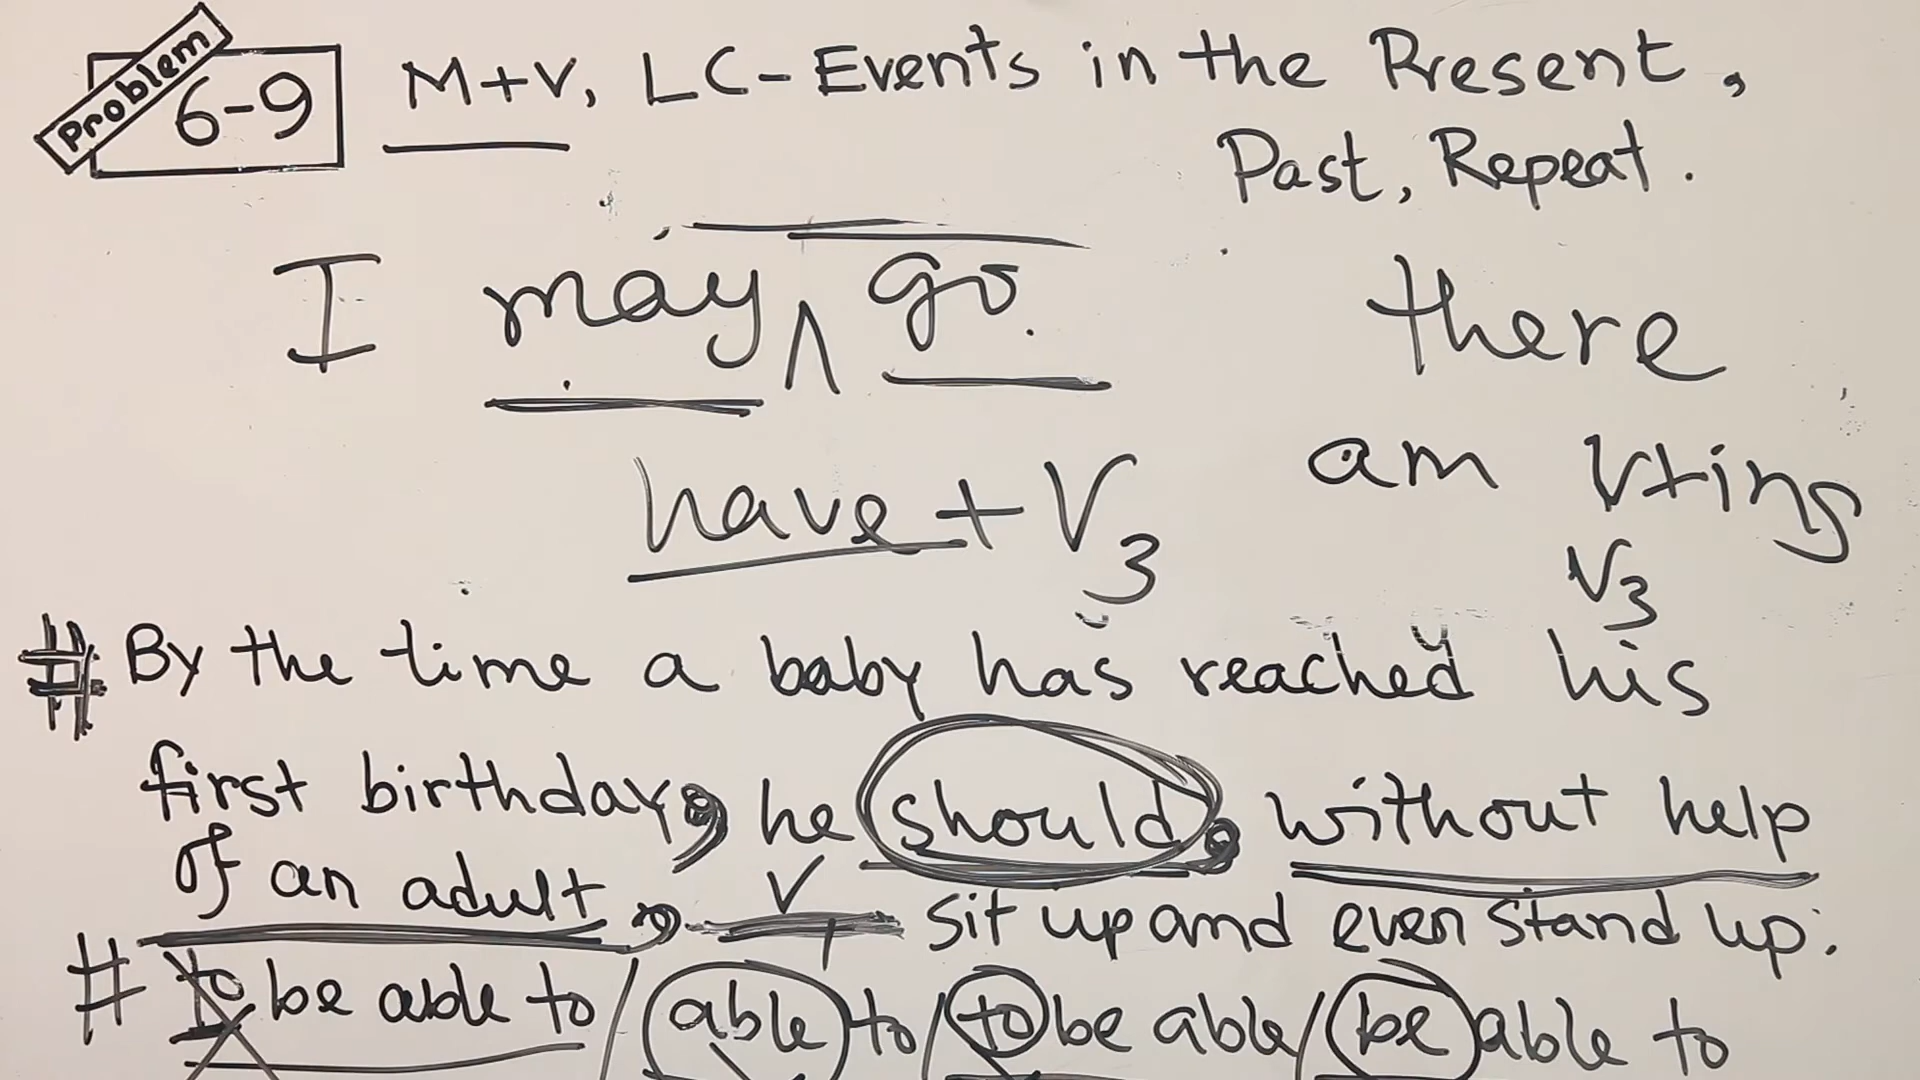 Problem
6-9
M+V, LC-Events in the Present,
Past, Repeat.
I may ∧ go. there
have + V3
am V+ing
V3
# By the time a baby has reached his
first birthday, he should, without help
of an adult, V1 sit up and even stand up.
# to be able to / able to / to be able / be able to